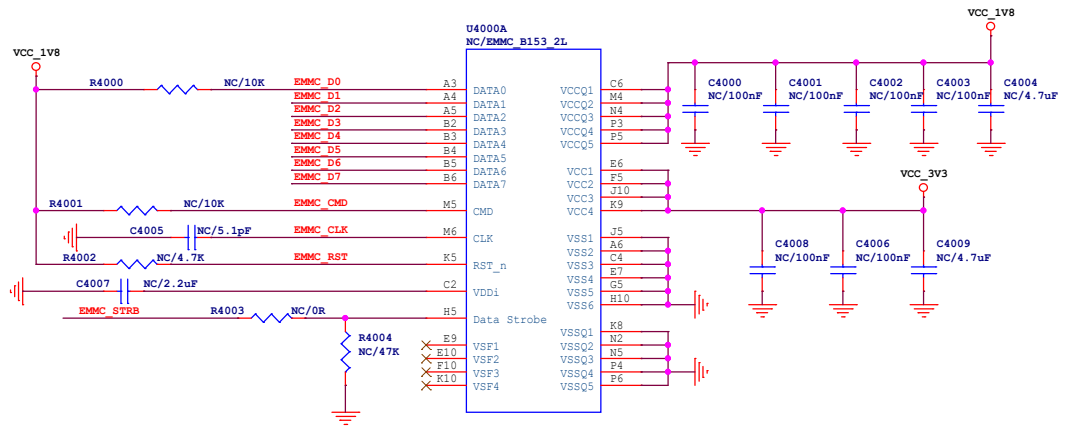 VCC_1V8
U4000A
NC/EMMC_B153_2L
VCC_1V8
R4000 NC/10K EMMC_D0 A3 DATA0 VCCQ1 C6
EMMC_D1 A4 DATA1 VCCQ2 M4
EMMC_D2 A5 DATA2 VCCQ3 N4
EMMC_D3 B2 DATA3 VCCQ4 P3
EMMC_D4 B3 DATA4 VCCQ5 P5
EMMC_D5 B4 DATA5
EMMC_D6 B5 DATA6 VCC1 E6
EMMC_D7 B6 DATA7 VCC2 F5
VCC3 J10
R4001 NC/10K EMMC_CMD M5 CMD VCC4 K9
C4005 NC/5.1pF EMMC_CLK M6 CLK VSS1 J5
VSS2 A6
R4002 NC/4.7K EMMC_RST K5 RST_n VSS3 C4
VSS4 E7
C4007 NC/2.2uF C2 VDDi VSS5 G5
VSS6 H10
EMMC_STRB R4003 NC/0R H5 Data Strobe
VSSQ1 K8
R4004
NC/47K
E9 VSF1 VSSQ2 N2
E10 VSF2 VSSQ3 N5
F10 VSF3 VSSQ4 P4
K10 VSF4 VSSQ5 P6
C4000 C4001 C4002 C4003 C4004
NC/100nF NC/100nF NC/100nF NC/100nF NC/4.7uF
VCC_3V3
C4008 C4006 C4009
NC/100nF NC/100nF NC/4.7uF